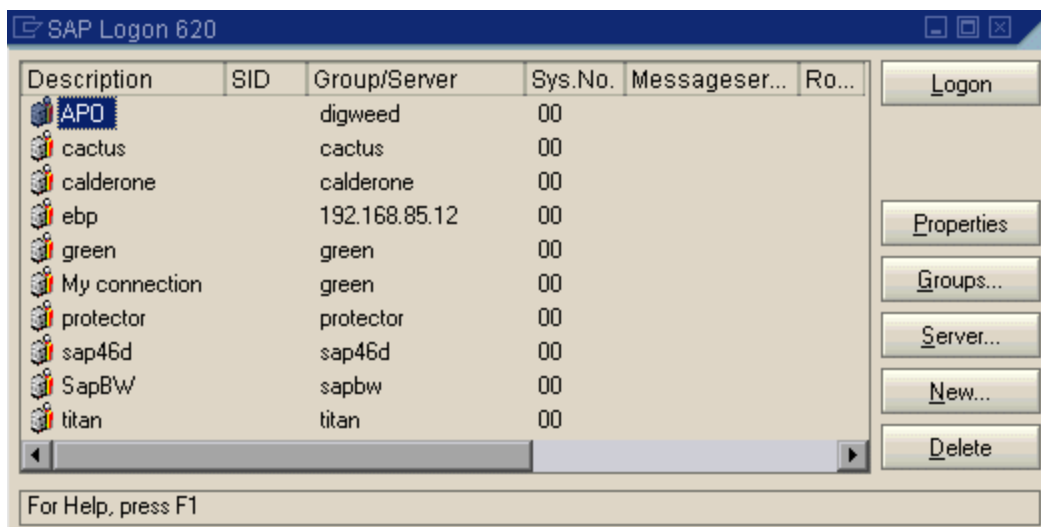 SAP Logon 620
Description SID Group/Server Sys.No. Messageser... Ro...
Logon
APO digweed 00
cactus cactus 00
calderone calderone 00
ebp 192.168.85.12 00
Properties
green green 00
My connection green 00
Groups...
protector protector 00
Server...
sap46d sap46d 00
SapBW sapbw 00
New...
titan titan 00
Delete
For Help, press F1